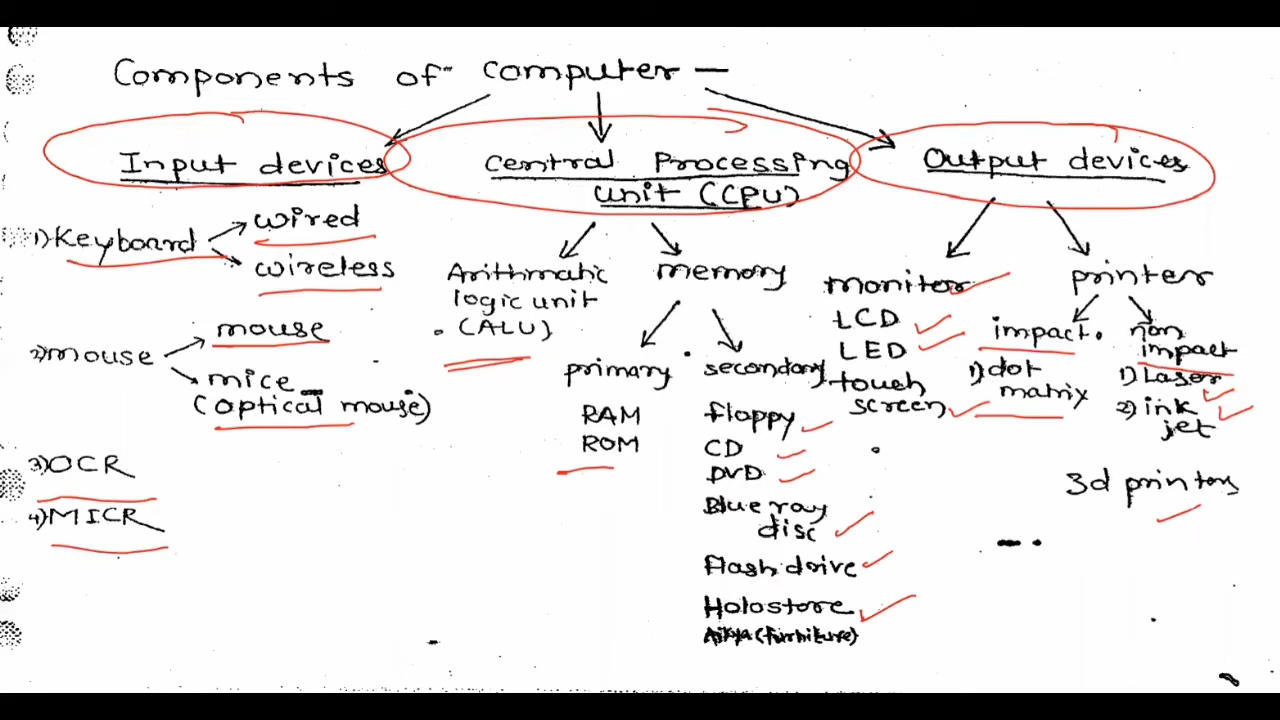 Components of computer —
Input devices
1) Keyboard
wired
wireless
2) mouse
mouse
mice
(optical mouse)
3) OCR
4) MICR
Central Processing
unit (CPU)
Arithmatic
logic unit
(ALU)
memory
primary
RAM
ROM
secondary
floppy
CD
DVD
Blue ray
disc
Flash drive
Holostore
(furniture)
Output devices
monitor
LCD
LED
touch
screen
printer
impact
1) dot
matrix
non
impact
1) Laser
2) ink
jet
3d printers